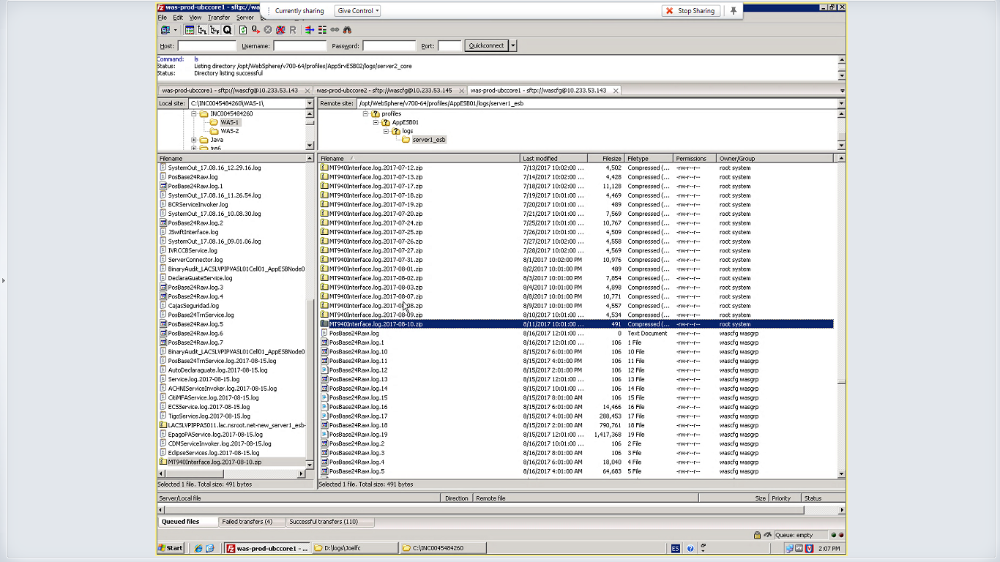 was-prod-ubccore1 - sftp://wa
Currently sharing
Give Control
Stop Sharing
File Edit View Transfer Server
Host: Username: Password: Port: Quickconnect
Command: ls
Status: Listing directory /opt/WebSphere/v700-64/profiles/AppSrvESB02/logs/server2_core
Status: Directory listing successful
was-prod-ubccore1 - sftp://wascfg@10.233.53.143
was-prod-ubccore2 - sftp://wascfg@10.233.53.145
was-prod-ubccore1 - sftp://wascfg@10.233.53.143
Local site: C:\INC0045484260\WAS-1\
INC0045484260
WAS-1
WAS-2
Java
jre6
Remote site: /opt/WebSphere/v700-64/profiles/AppESB01/logs/server1_esb
profiles
AppESB01
logs
server1_esb
Filename
SystemOut_17.08.16_12.29.16.log
PosBase24Raw.log
PosBase24Raw.log.1
SystemOut_17.08.16_11.26.54.log
BCRServiceInvoker.log
SystemOut_17.08.16_10.08.30.log
PosBase24Raw.log.2
JSwiftInterface.log
SystemOut_17.08.16_09.01.06.log
IVRCCBService.log
ServerConnector.log
BinaryAudit_LACSLVPIPVASL01Cell01_AppESBNode0
DeclaraGuateService.log
PosBase24Raw.log.3
PosBase24Raw.log.4
CajasSeguridad.log
PosBase24TrnService.log
PosBase24Raw.log.5
PosBase24Raw.log.6
PosBase24Raw.log.7
BinaryAudit_LACSLVPIPVASL01Cell01_AppESBNode0
PosBase24TrnService.log.2017-08-15.log
AutoDeclaraguate.log.2017-08-15.log
Service.log.2017-08-15.log
ACHNIServiceInvoker.log.2017-08-15.log
CitiMFAService.log.2017-08-15.log
ECSService.log.2017-08-15.log
TigoService.log.2017-08-15.log
LACSLVPIPPAS011.lac.nsroot.net-new_server1_esb-
EpagoPAService.log.2017-08-15.log
CDMServiceInvoker.log.2017-08-15.log
EclipseServices.log.2017-08-15.log
MT940Interface.log.2017-08-10.zip
Selected 1 file. Total size: 491 bytes
Filename Last modified Filesize Filetype Permissions Owner/Group
MT940Interface.log.2017-07-12.zip 7/13/2017 10:02:00 ... 4,502 Compressed (... -rw-r--r-- root system
MT940Interface.log.2017-07-13.zip 7/14/2017 10:02:00 ... 4,428 Compressed (... -rw-r--r-- root system
MT940Interface.log.2017-07-17.zip 7/18/2017 10:02:00 ... 11,128 Compressed (... -rw-r--r-- root system
MT940Interface.log.2017-07-18.zip 7/19/2017 10:01:00 ... 4,469 Compressed (... -rw-r--r-- root system
MT940Interface.log.2017-07-19.zip 7/20/2017 10:01:00 ... 489 Compressed (... -rw-r--r-- root system
MT940Interface.log.2017-07-20.zip 7/21/2017 10:01:00 ... 7,569 Compressed (... -rw-r--r-- root system
MT940Interface.log.2017-07-24.zip 7/25/2017 10:01:00 ... 10,767 Compressed (... -rw-r--r-- root system
MT940Interface.log.2017-07-25.zip 7/26/2017 10:01:00 ... 4,509 Compressed (... -rw-r--r-- root system
MT940Interface.log.2017-07-26.zip 7/27/2017 10:02:00 ... 4,558 Compressed (... -rw-r--r-- root system
MT940Interface.log.2017-07-27.zip 7/28/2017 10:02:00 ... 4,569 Compressed (... -rw-r--r-- root system
MT940Interface.log.2017-07-31.zip 8/1/2017 10:02:00 PM 10,976 Compressed (... -rw-r--r-- root system
MT940Interface.log.2017-08-01.zip 8/2/2017 10:01:00 PM 489 Compressed (... -rw-r--r-- root system
MT940Interface.log.2017-08-02.zip 8/3/2017 10:01:00 PM 7,854 Compressed (... -rw-r--r-- root system
MT940Interface.log.2017-08-03.zip 8/4/2017 10:01:00 PM 4,898 Compressed (... -rw-r--r-- root system
MT940Interface.log.2017-08-07.zip 8/8/2017 10:01:00 PM 10,771 Compressed (... -rw-r--r-- root system
MT940Interface.log.2017-08-08.zip 8/9/2017 10:01:00 PM 4,557 Compressed (... -rw-r--r-- root system
MT940Interface.log.2017-08-09.zip 8/10/2017 10:01:00 ... 4,534 Compressed (... -rw-r--r-- root system
MT940Interface.log.2017-08-10.zip 8/11/2017 10:01:00 ... 491 Compressed (... -rw-r--r-- root system
PosBase24Raw.log 8/16/2017 12:01:00 ... 0 Text Document -rw-r--r-- wascfg wasgrp
PosBase24Raw.log.1 8/16/2017 12:01:00 ... 106 1 File -rw-r--r-- wascfg wasgrp
PosBase24Raw.log.10 8/15/2017 6:01:00 PM 106 10 File -rw-r--r-- wascfg wasgrp
PosBase24Raw.log.11 8/15/2017 4:01:00 PM 106 11 File -rw-r--r-- wascfg wasgrp
PosBase24Raw.log.12 8/15/2017 2:01:00 PM 106 12 File -rw-r--r-- wascfg wasgrp
PosBase24Raw.log.13 8/15/2017 12:01:00 ... 106 13 File -rw-r--r-- wascfg wasgrp
PosBase24Raw.log.14 8/15/2017 10:01:00 ... 106 14 File -rw-r--r-- wascfg wasgrp
PosBase24Raw.log.15 8/15/2017 8:01:00 AM 106 15 File -rw-r--r-- wascfg wasgrp
PosBase24Raw.log.16 8/15/2017 6:01:00 AM 14,466 16 File -rw-r--r-- wascfg wasgrp
PosBase24Raw.log.17 8/15/2017 4:01:00 AM 288,453 17 File -rw-r--r-- wascfg wasgrp
PosBase24Raw.log.18 8/15/2017 2:01:00 AM 790,761 18 File -rw-r--r-- wascfg wasgrp
PosBase24Raw.log.19 8/15/2017 12:01:00 ... 1,417,368 19 File -rw-r--r-- wascfg wasgrp
PosBase24Raw.log.2 8/16/2017 10:01:00 ... 106 2 File -rw-r--r-- wascfg wasgrp
PosBase24Raw.log.3 8/16/2017 8:01:00 AM 106 3 File -rw-r--r-- wascfg wasgrp
PosBase24Raw.log.4 8/16/2017 6:01:00 AM 18,040 4 File -rw-r--r-- wascfg wasgrp
PosBase24Raw.log.5 8/16/2017 4:01:00 AM 64,683 5 File -rw-r--r-- wascfg wasgrp
Selected 1 file. Total size: 491 bytes
Server/Local file Direction Remote file Size Priority Status
Queued files Failed transfers (4) Successful transfers (110)
Queue: empty
Start was-prod-ubccore1 - ... D:\logs\Joelfc C:\INC0045484260 ES 2:07 PM